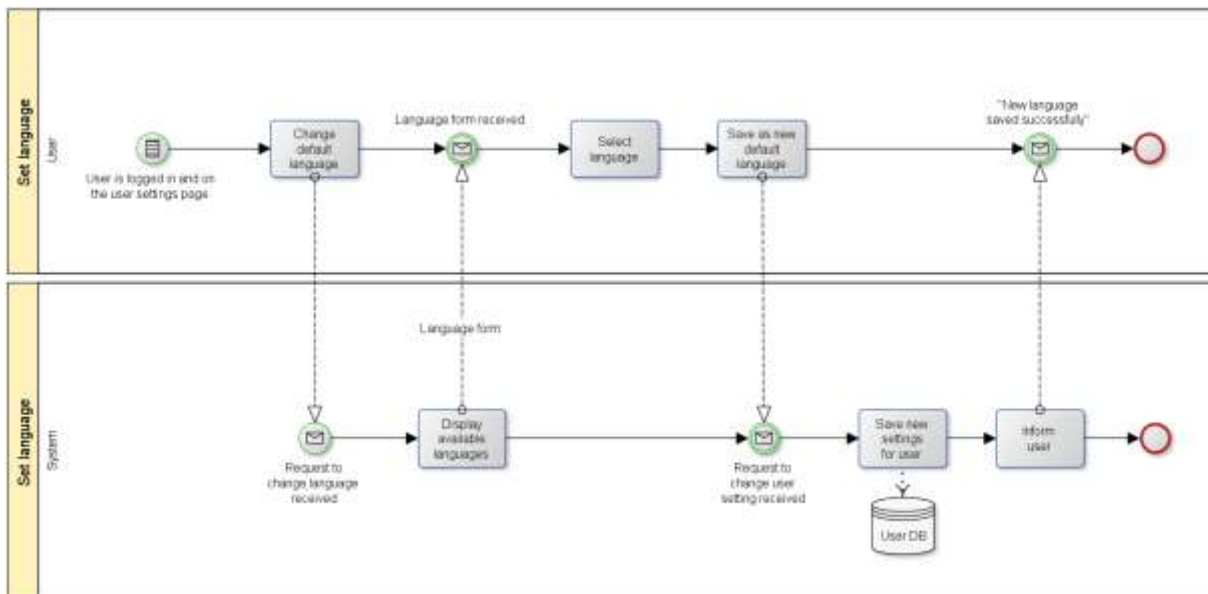 Set language
User
User is logged in and on
the user settings page
Change
default
language
Language form received
Select
language
Save as new
default
language
"New language
saved successfully"
Language form
Set language
System
Request to
change language
received
Display
available
languages
Request to
change user
setting received
Save new
settings
for user
User DB
Inform
user